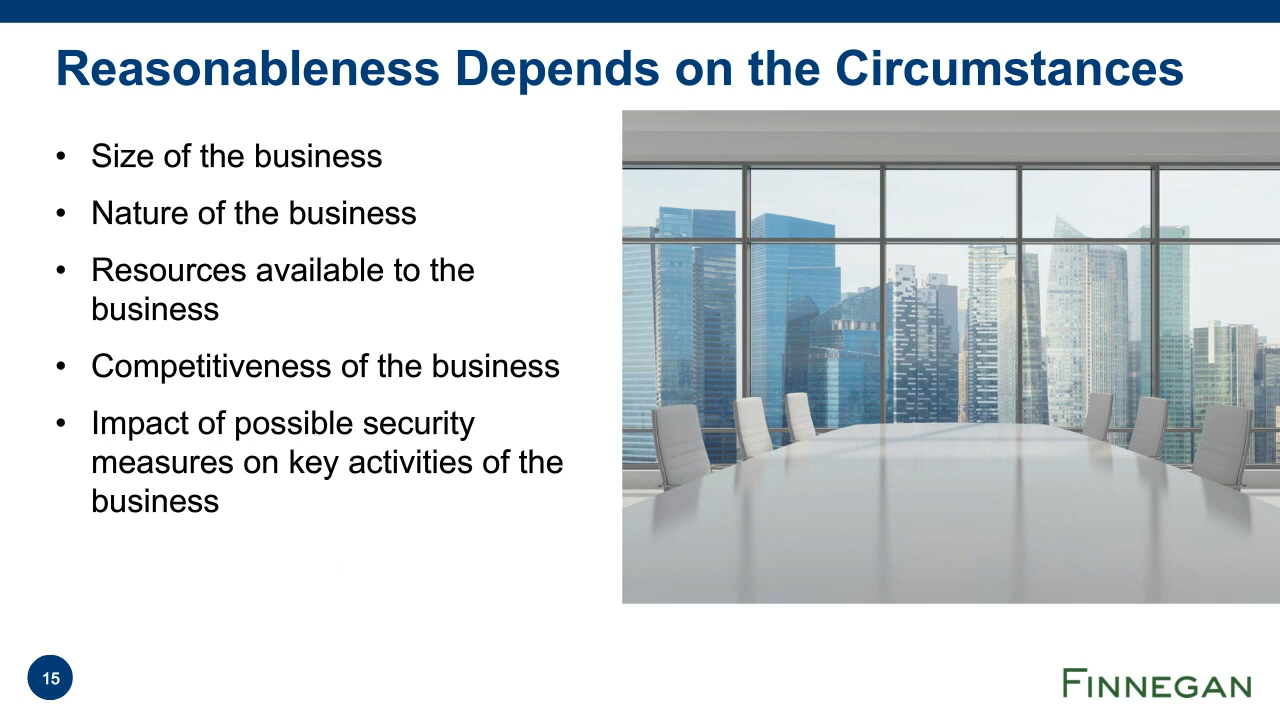 Reasonableness Depends on the Circumstances
• Size of the business
• Nature of the business
• Resources available to the
business
• Competitiveness of the business
• Impact of possible security
measures on key activities of the
business
15
FINNEGAN